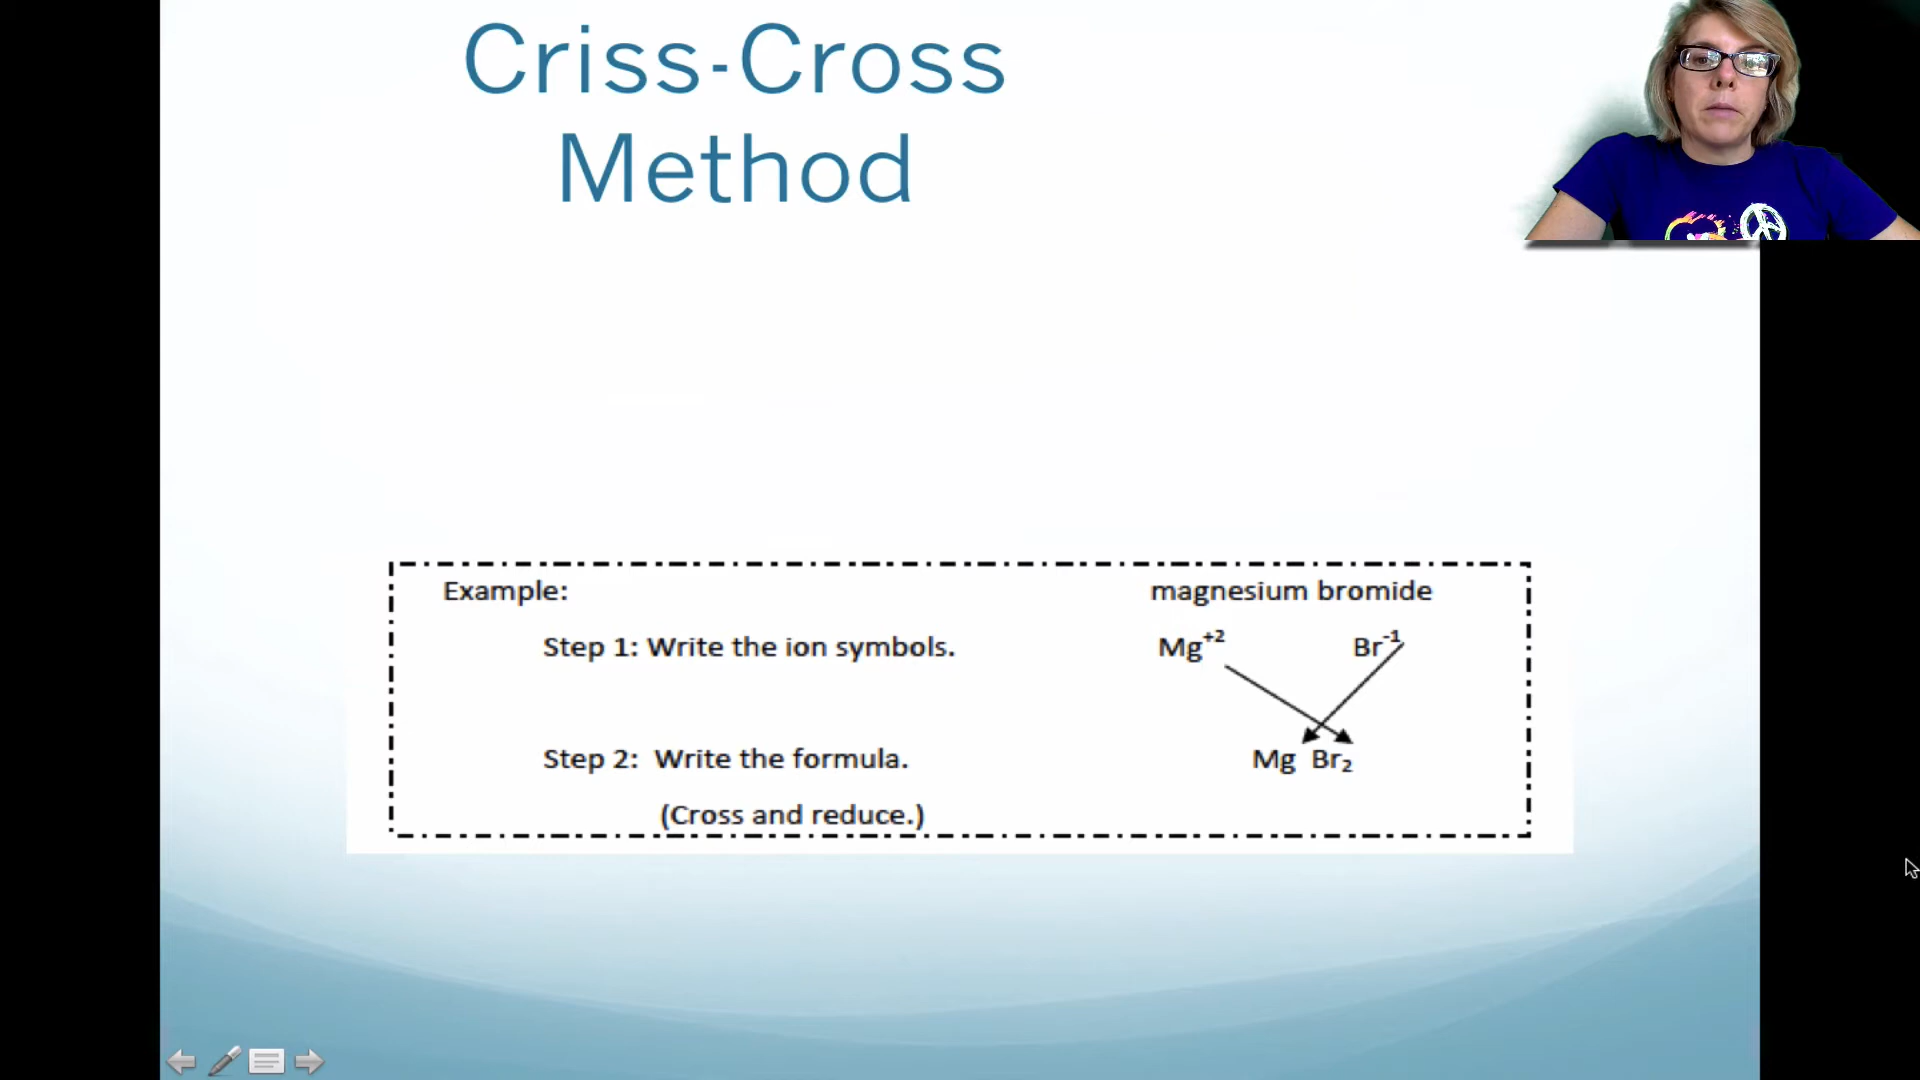 Criss-Cross
Method
Example:
magnesium bromide
Step 1: Write the ion symbols.
Mg⁺² Br⁻¹
Step 2: Write the formula.
Mg Br₂
(Cross and reduce.)